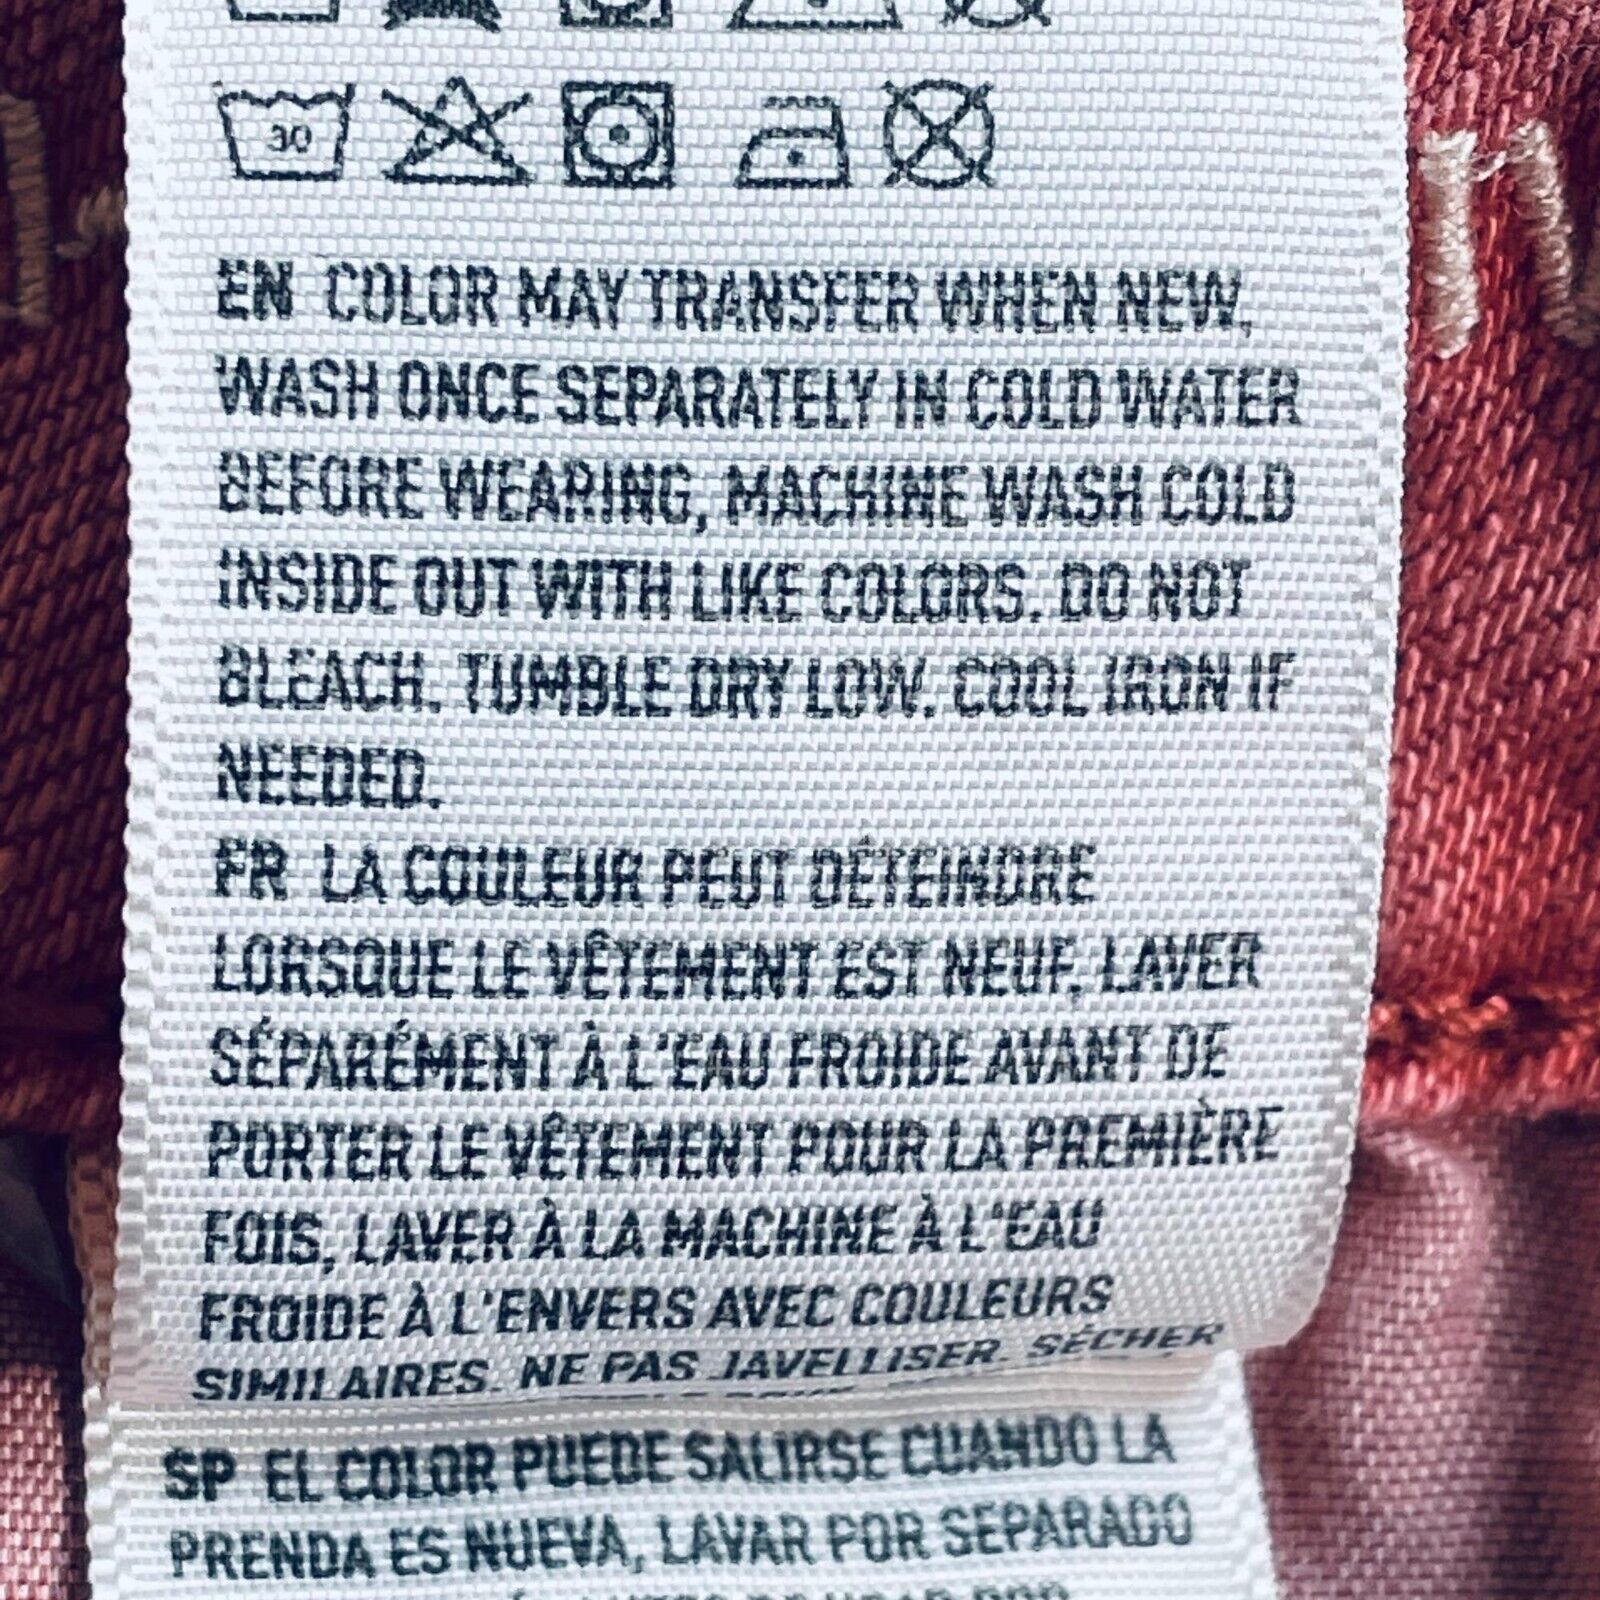 30
EN COLOR MAY TRANSFER WHEN NEW,
WASH ONCE SEPARATELY IN COLD WATER
BEFORE WEARING, MACHINE WASH COLD
INSIDE OUT WITH LIKE COLORS. DO NOT
BLEACH. TUMBLE DRY LOW. COOL IRON IF
NEEDED.
FR LA COULEUR PEUT DÉTEINDRE
LORSQUE LE VÊTEMENT EST NEUF, LAVER
SÉPARÉMENT À L'EAU FROIDE AVANT DE
PORTER LE VÊTEMENT POUR LA PREMIÈRE
FOIS, LAVER À LA MACHINE À L'EAU
FROIDE À L'ENVERS AVEC COULEURS
SIMILAIRES. NE PAS JAVELLISER. SÉCHER
SP EL COLOR PUEDE SALIRSE CUANDO LA
PRENDA ES NUEVA, LAVAR POR SEPARADO